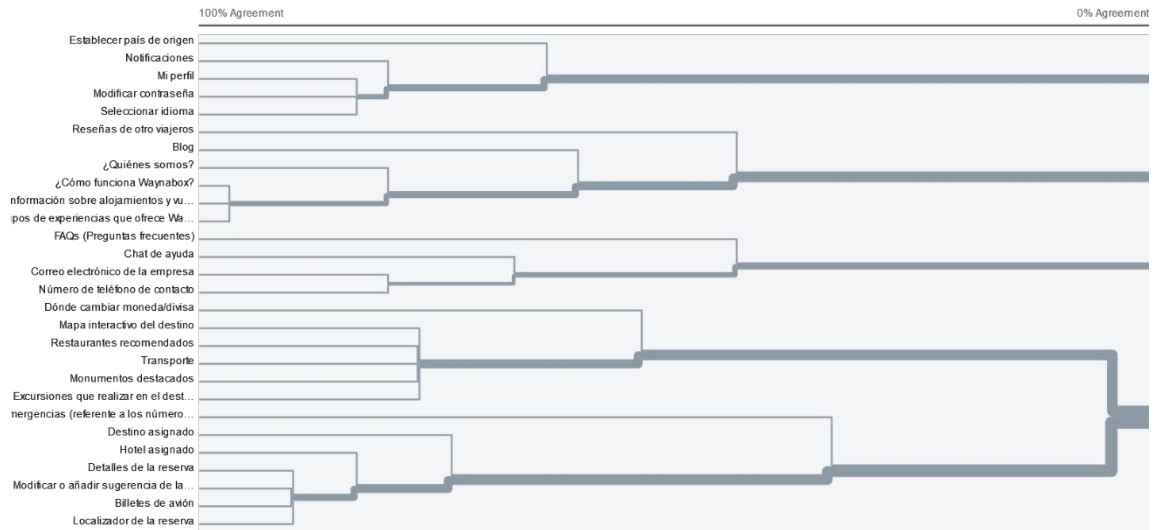 100% Agreement
0% Agreement
Establecer país de origen
Notificaciones
Mi perfil
Modificar contraseña
Seleccionar idioma
Reseñas de otro viajeros
Blog
¿Quiénes somos?
¿Cómo funciona Waynabox?
nformación sobre alojamientos y vu...
ipos de experiencias que ofrece Wa...
FAQs (Preguntas frecuentes)
Chat de ayuda
Correo electrónico de la empresa
Número de teléfono de contacto
Dónde cambiar moneda/divisa
Mapa interactivo del destino
Restaurantes recomendados
Transporte
Monumentos destacados
Excursiones que realizar en el dest...
mergencias (referente a los número...
Destino asignado
Hotel asignado
Detalles de la reserva
Modificar o añadir sugerencia de la...
Billetes de avión
Localizador de la reserva